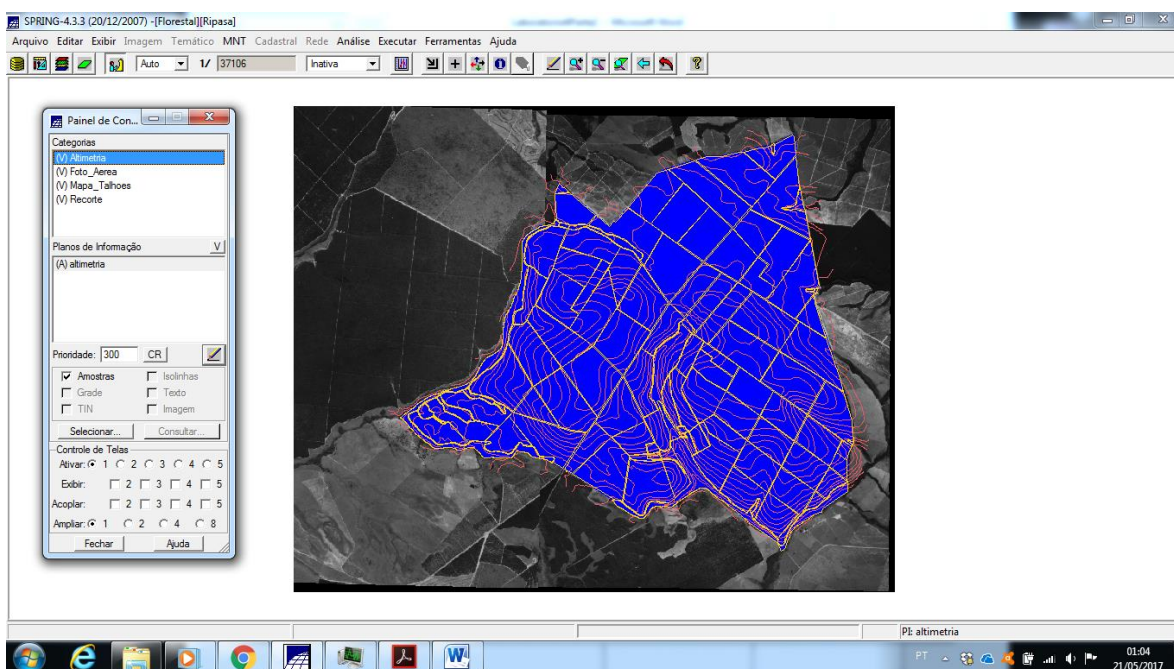 SPRING-4.3.3 (20/12/2007) -[Florestal][Ripasa]
Arquivo Editar Exibir Imagem Temático MNT Cadastral Rede Análise Executar Ferramentas Ajuda
Auto 1/ 37106 Inativa
Painel de Con...
Categorias
(V) Altimetria
(V) Foto_Aerea
(V) Mapa_Talhoes
(V) Recorte
Planos de Informação V
(A) altimetria
Prioridade: 300 CR
Amostras Isolinhas
Grade Texto
TIN Imagem
Selecionar... Consultar...
Controle de Telas
Ativar: 1 2 3 4 5
Exibir: 2 3 4 5
Acoplar: 2 3 4 5
Ampliar: 1 2 4 8
Fechar Ajuda
PI: altimetria
PT 01:04